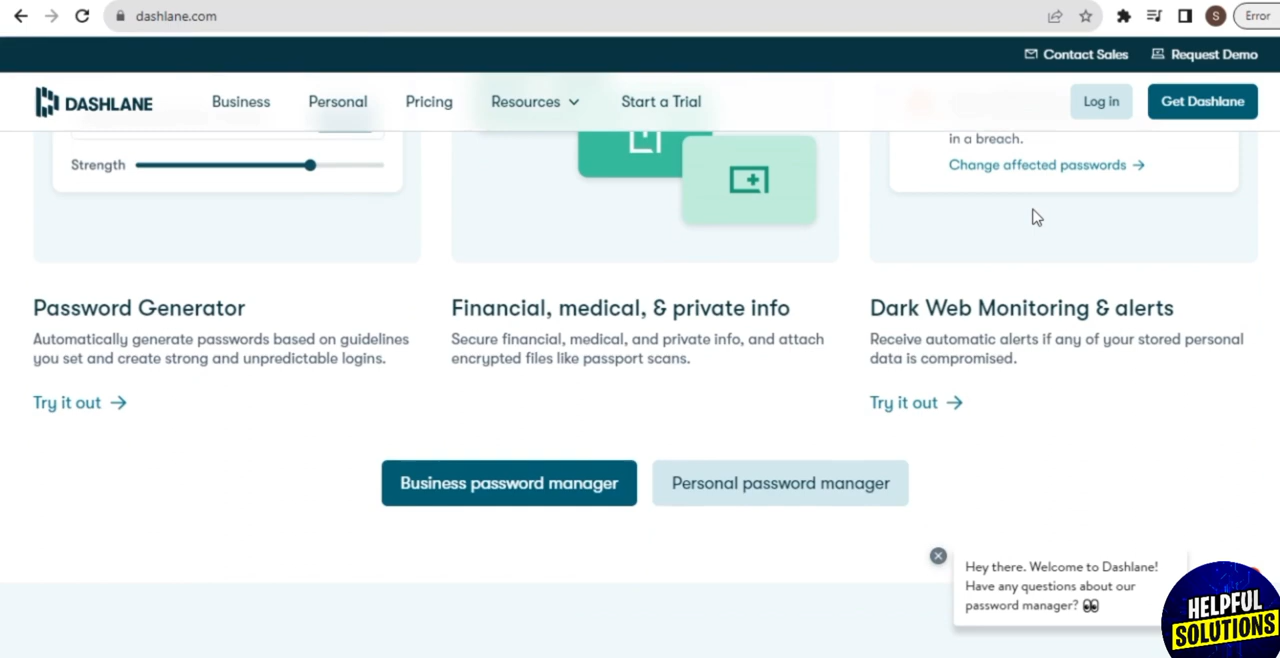 dashlane.com
S
Error
Contact Sales
Request Demo
DASHLANE
Business
Personal
Pricing
Resources
Start a Trial
Log in
Get Dashlane
Strength
in a breach.
Change affected passwords →
Password Generator
Automatically generate passwords based on guidelines
you set and create strong and unpredictable logins.
Try it out →
Financial, medical, & private info
Secure financial, medical, and private info, and attach
encrypted files like passport scans.
Dark Web Monitoring & alerts
Receive automatic alerts if any of your stored personal
data is compromised.
Try it out →
Business password manager
Personal password manager
Hey there. Welcome to Dashlane!
Have any questions about our
password manager? 👀
HELPFUL
SOLUTIONS